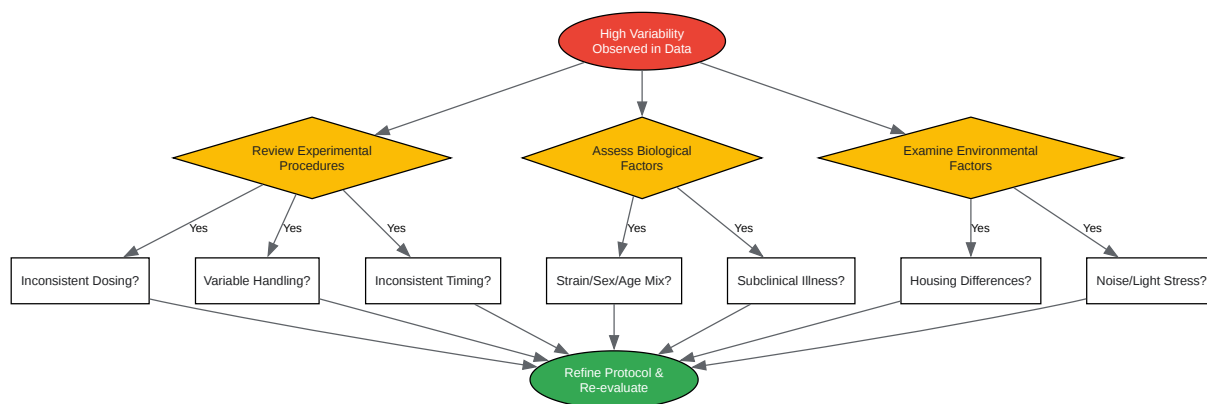 High Variability
Observed in Data
Review Experimental
Procedures
Assess Biological
Factors
Examine Environmental
Factors
Yes
Yes
Yes
Yes
Yes
Yes
Yes
Inconsistent Dosing?
Variable Handling?
Inconsistent Timing?
Strain/Sex/Age Mix?
Subclinical Illness?
Housing Differences?
Noise/Light Stress?
Refine Protocol &
Re-evaluate